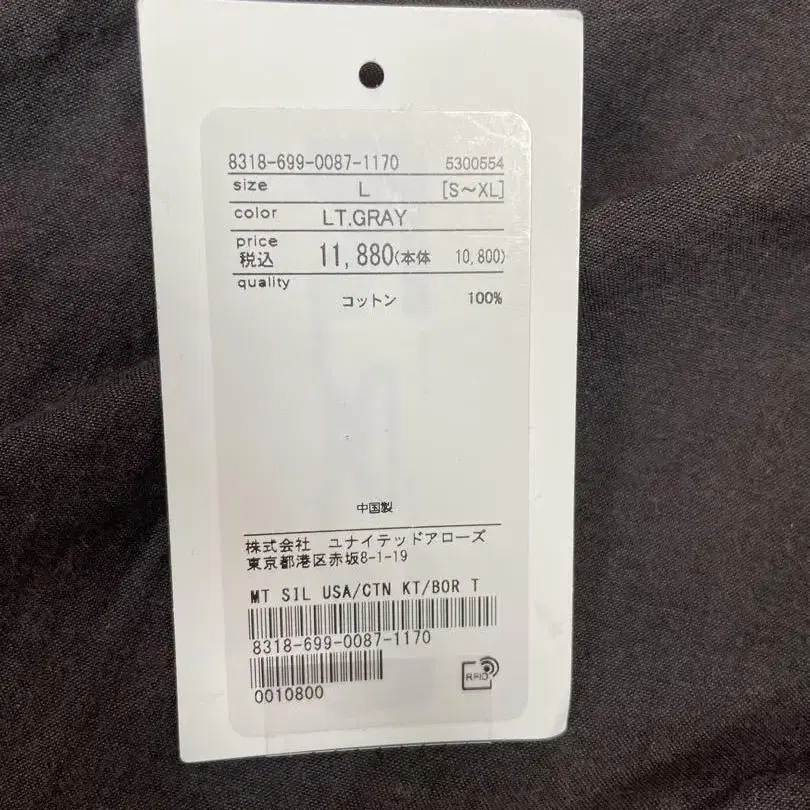 8318-699-0087-1170 5300554
size L [S～XL]
color LT.GRAY
price
税込 11,880(本体 10,800)
quality
コットン 100%
中国製
株式会社 ユナイテッドアローズ
東京都港区赤坂8-1-19
MT SIL USA/CTN KT/BOR T
8318-699-0087-1170
0010800
RFID